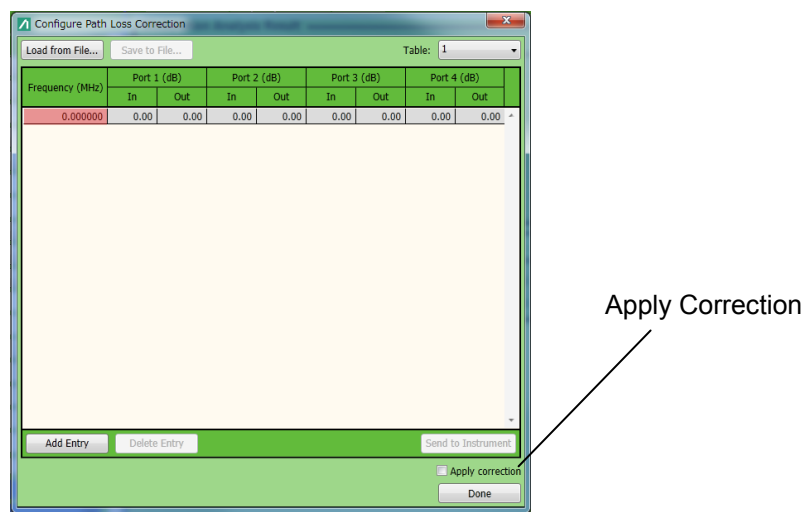 Configure Path Loss Correction
Load from File... Save to File... Table: 1
Frequency (MHz) Port 1 (dB) Port 2 (dB) Port 3 (dB) Port 4 (dB)
In Out In Out In Out In Out
0.000000 0.00 0.00 0.00 0.00 0.00 0.00 0.00 0.00
Apply Correction
Add Entry Delete Entry Send to Instrument
Apply correction
Done